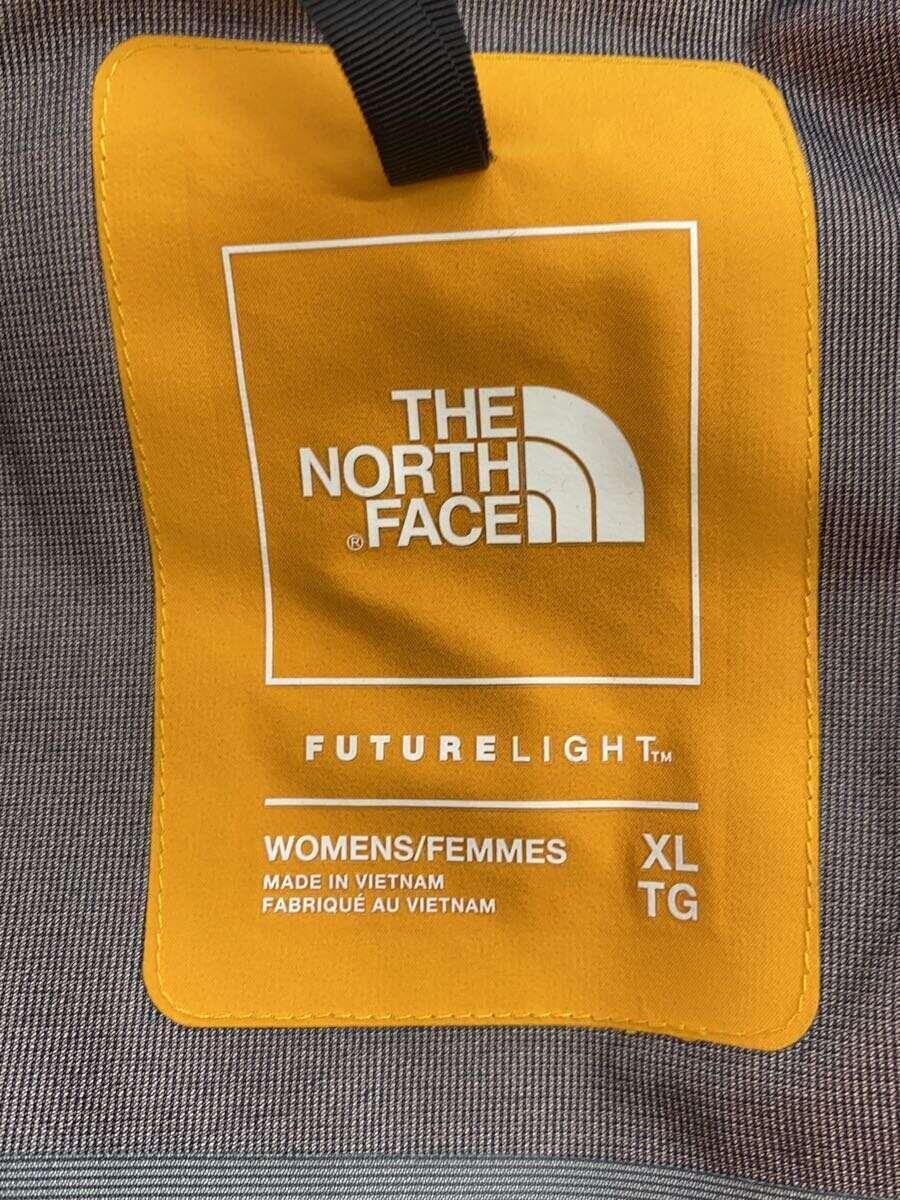 THE
NORTH
®FACE
FUTURELIGHT™
WOMENS/FEMMES XL
MADE IN VIETNAM
FABRIQUÉ AU VIETNAM TG